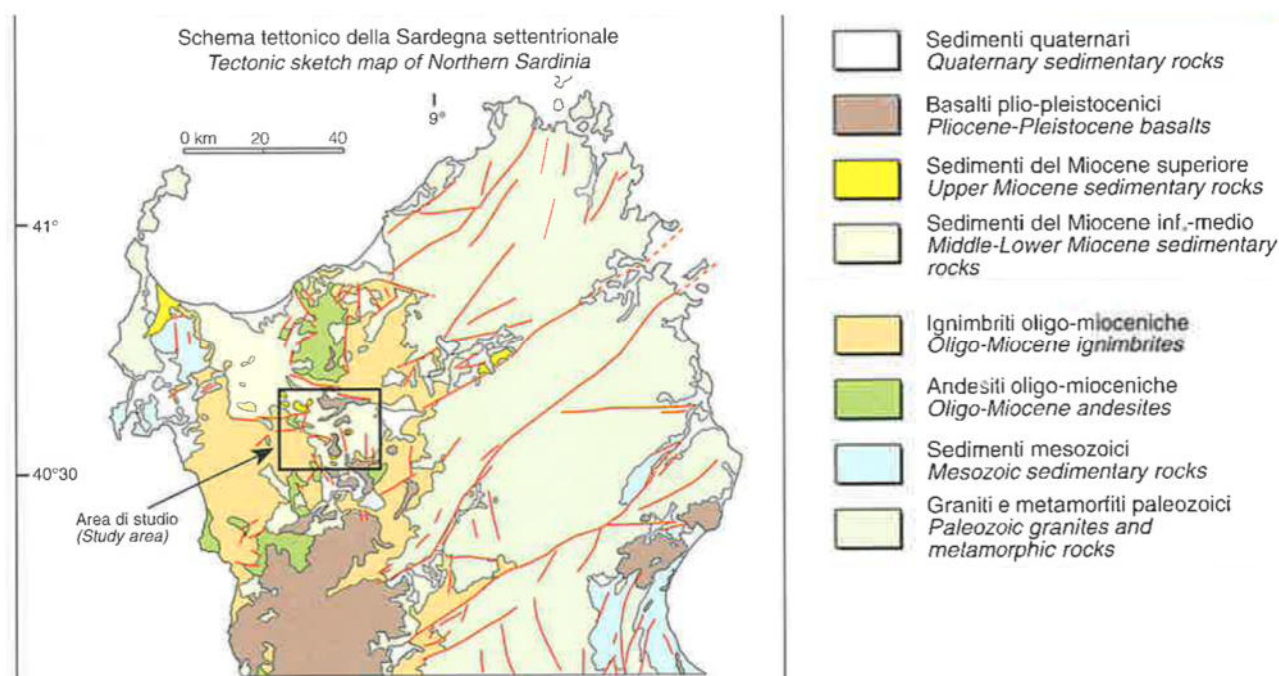 Schema tettonico della Sardegna settentrionale
Tectonic sketch map of Northern Sardinia
0 km 20 40
9°
41°
40°30
Area di studio
(Study area)
Sedimenti quaternari
Quaternary sedimentary rocks
Basalti plio-pleistocenici
Pliocene-Pleistocene basalts
Sedimenti del Miocene superiore
Upper Miocene sedimentary rocks
Sedimenti del Miocene inf.-medio
Middle-Lower Miocene sedimentary
rocks
Ignimbriti oligo-mioceniche
Oligo-Miocene ignimbrites
Andesiti oligo-mioceniche
Oligo-Miocene andesites
Sedimenti mesozoici
Mesozoic sedimentary rocks
Graniti e metamorfiti paleozoici
Paleozoic granites and
metamorphic rocks